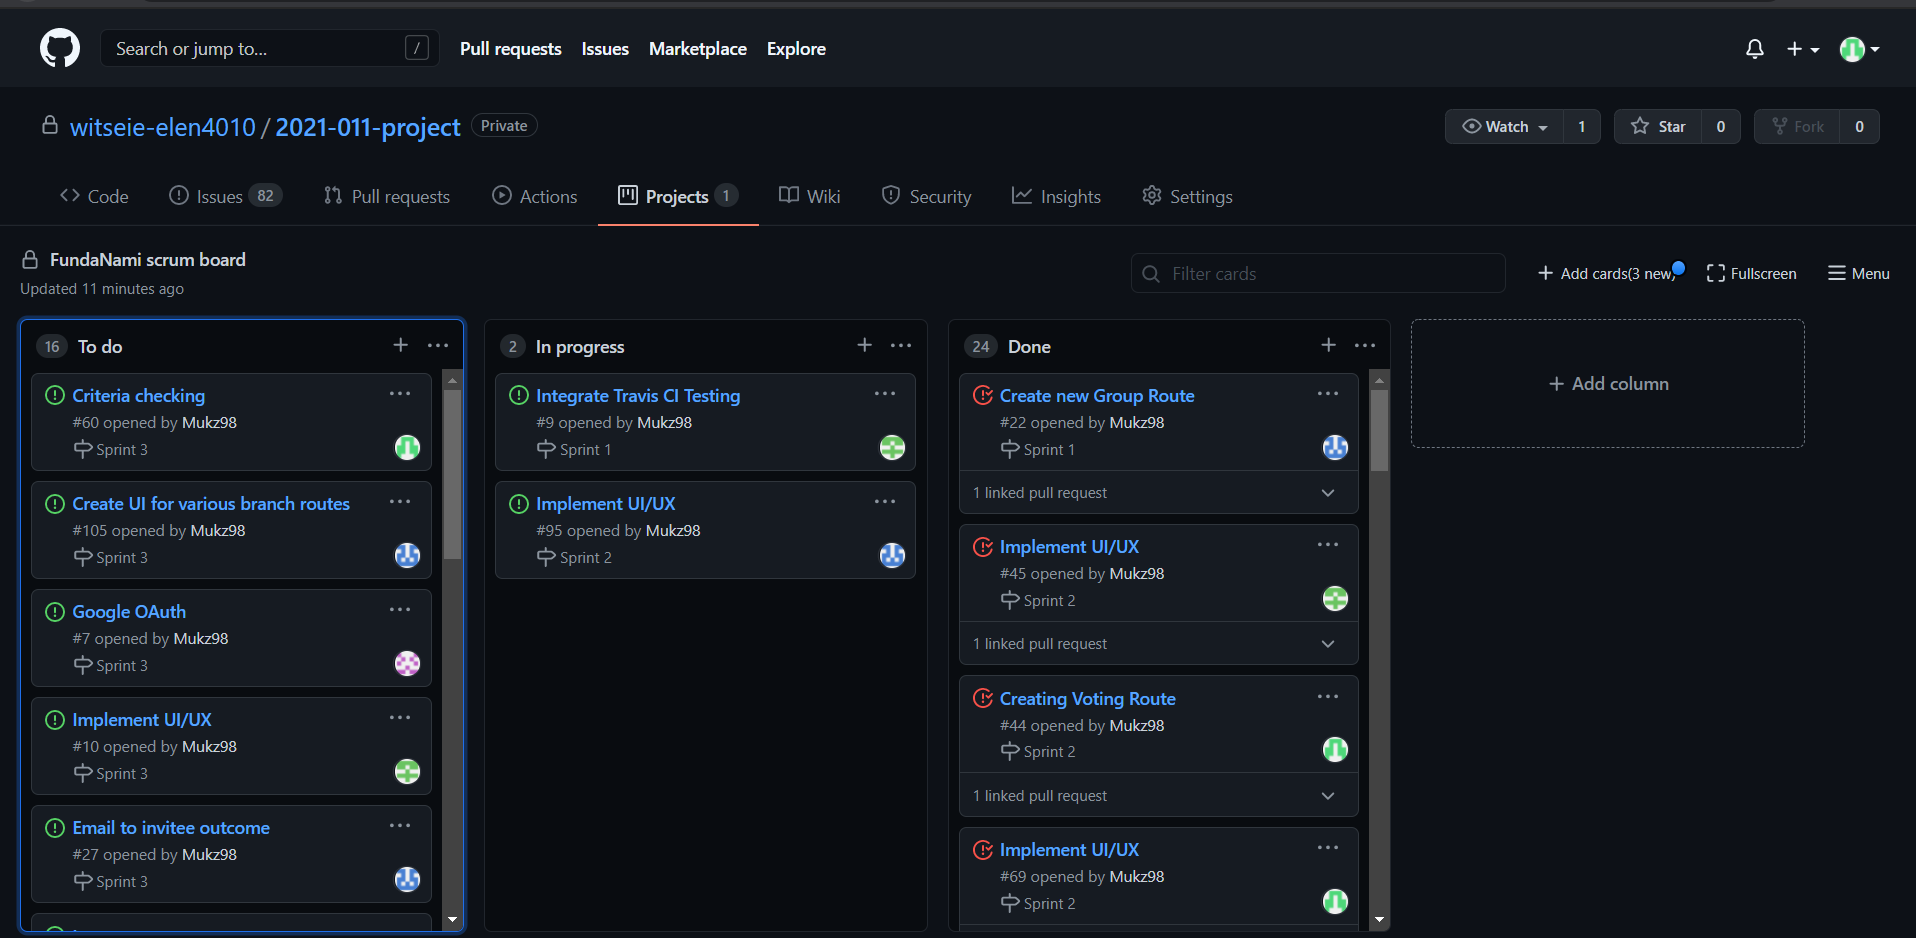 Search or jump to... /
Pull requests Issues Marketplace Explore
witseie-elen4010 / 2021-011-project Private
Watch 1 Star 0 Fork 0
Code Issues 82 Pull requests Actions Projects 1 Wiki Security Insights Settings
FundaNami scrum board
Updated 11 minutes ago
Filter cards
Add cards(3 new) Fullscreen Menu
16 To do
Criteria checking
#60 opened by Mukz98
Sprint 3
Create UI for various branch routes
#105 opened by Mukz98
Sprint 3
Google OAuth
#7 opened by Mukz98
Sprint 3
Implement UI/UX
#10 opened by Mukz98
Sprint 3
Email to invitee outcome
#27 opened by Mukz98
Sprint 3
2 In progress
Integrate Travis CI Testing
#9 opened by Mukz98
Sprint 1
Implement UI/UX
#95 opened by Mukz98
Sprint 2
24 Done
Create new Group Route
#22 opened by Mukz98
Sprint 1
1 linked pull request
Implement UI/UX
#45 opened by Mukz98
Sprint 2
1 linked pull request
Creating Voting Route
#44 opened by Mukz98
Sprint 2
1 linked pull request
Implement UI/UX
#69 opened by Mukz98
Sprint 2
+ Add column